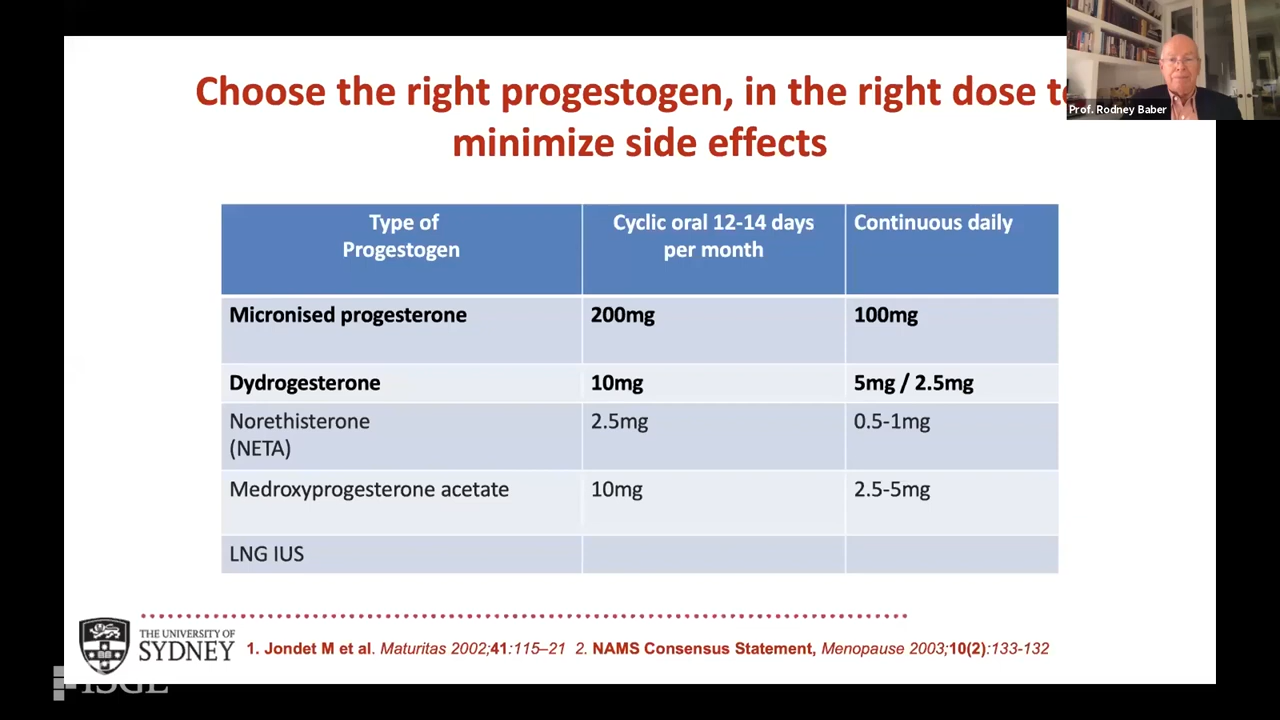 Choose the right progestogen, in the right dose
minimize side effects
Prof. Rodney Baber
Type of
Progestogen
Cyclic oral 12-14 days
per month
Continuous daily
Micronised progesterone
200mg
100mg
Dydrogesterone
10mg
5mg / 2.5mg
Norethisterone
(NETA)
2.5mg
0.5-1mg
Medroxyprogesterone acetate
10mg
2.5-5mg
LNG IUS
THE UNIVERSITY OF
SYDNEY
1. Jondet M et al. Maturitas 2002;41:115–21 2. NAMS Consensus Statement, Menopause 2003;10(2):133-132